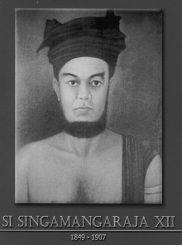 SI SINGAMANGARAJA XII
1849 - 1907